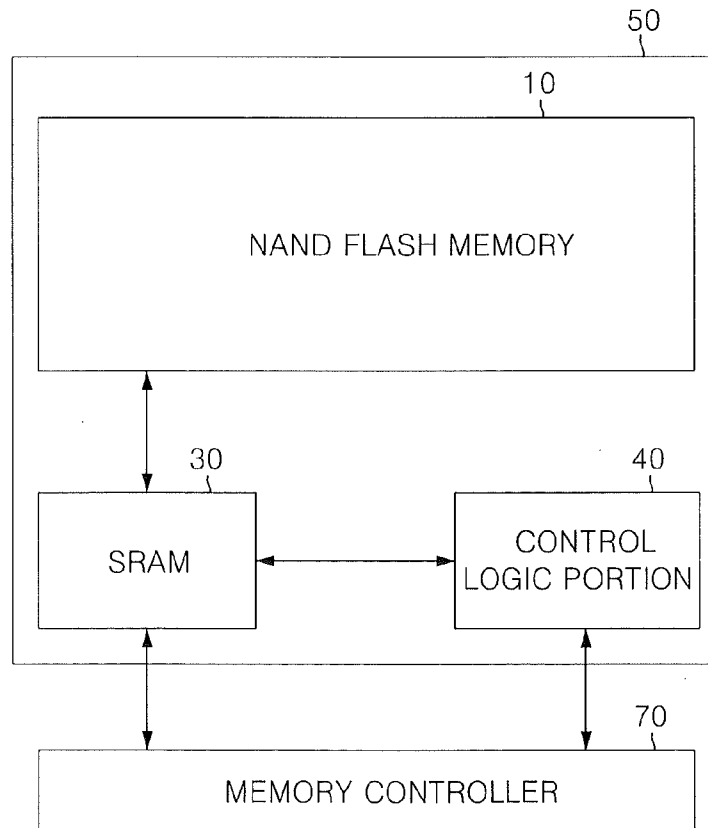 50
10
NAND FLASH MEMORY
30
40
SRAM
CONTROL
LOGIC PORTION
70
MEMORY CONTROLLER